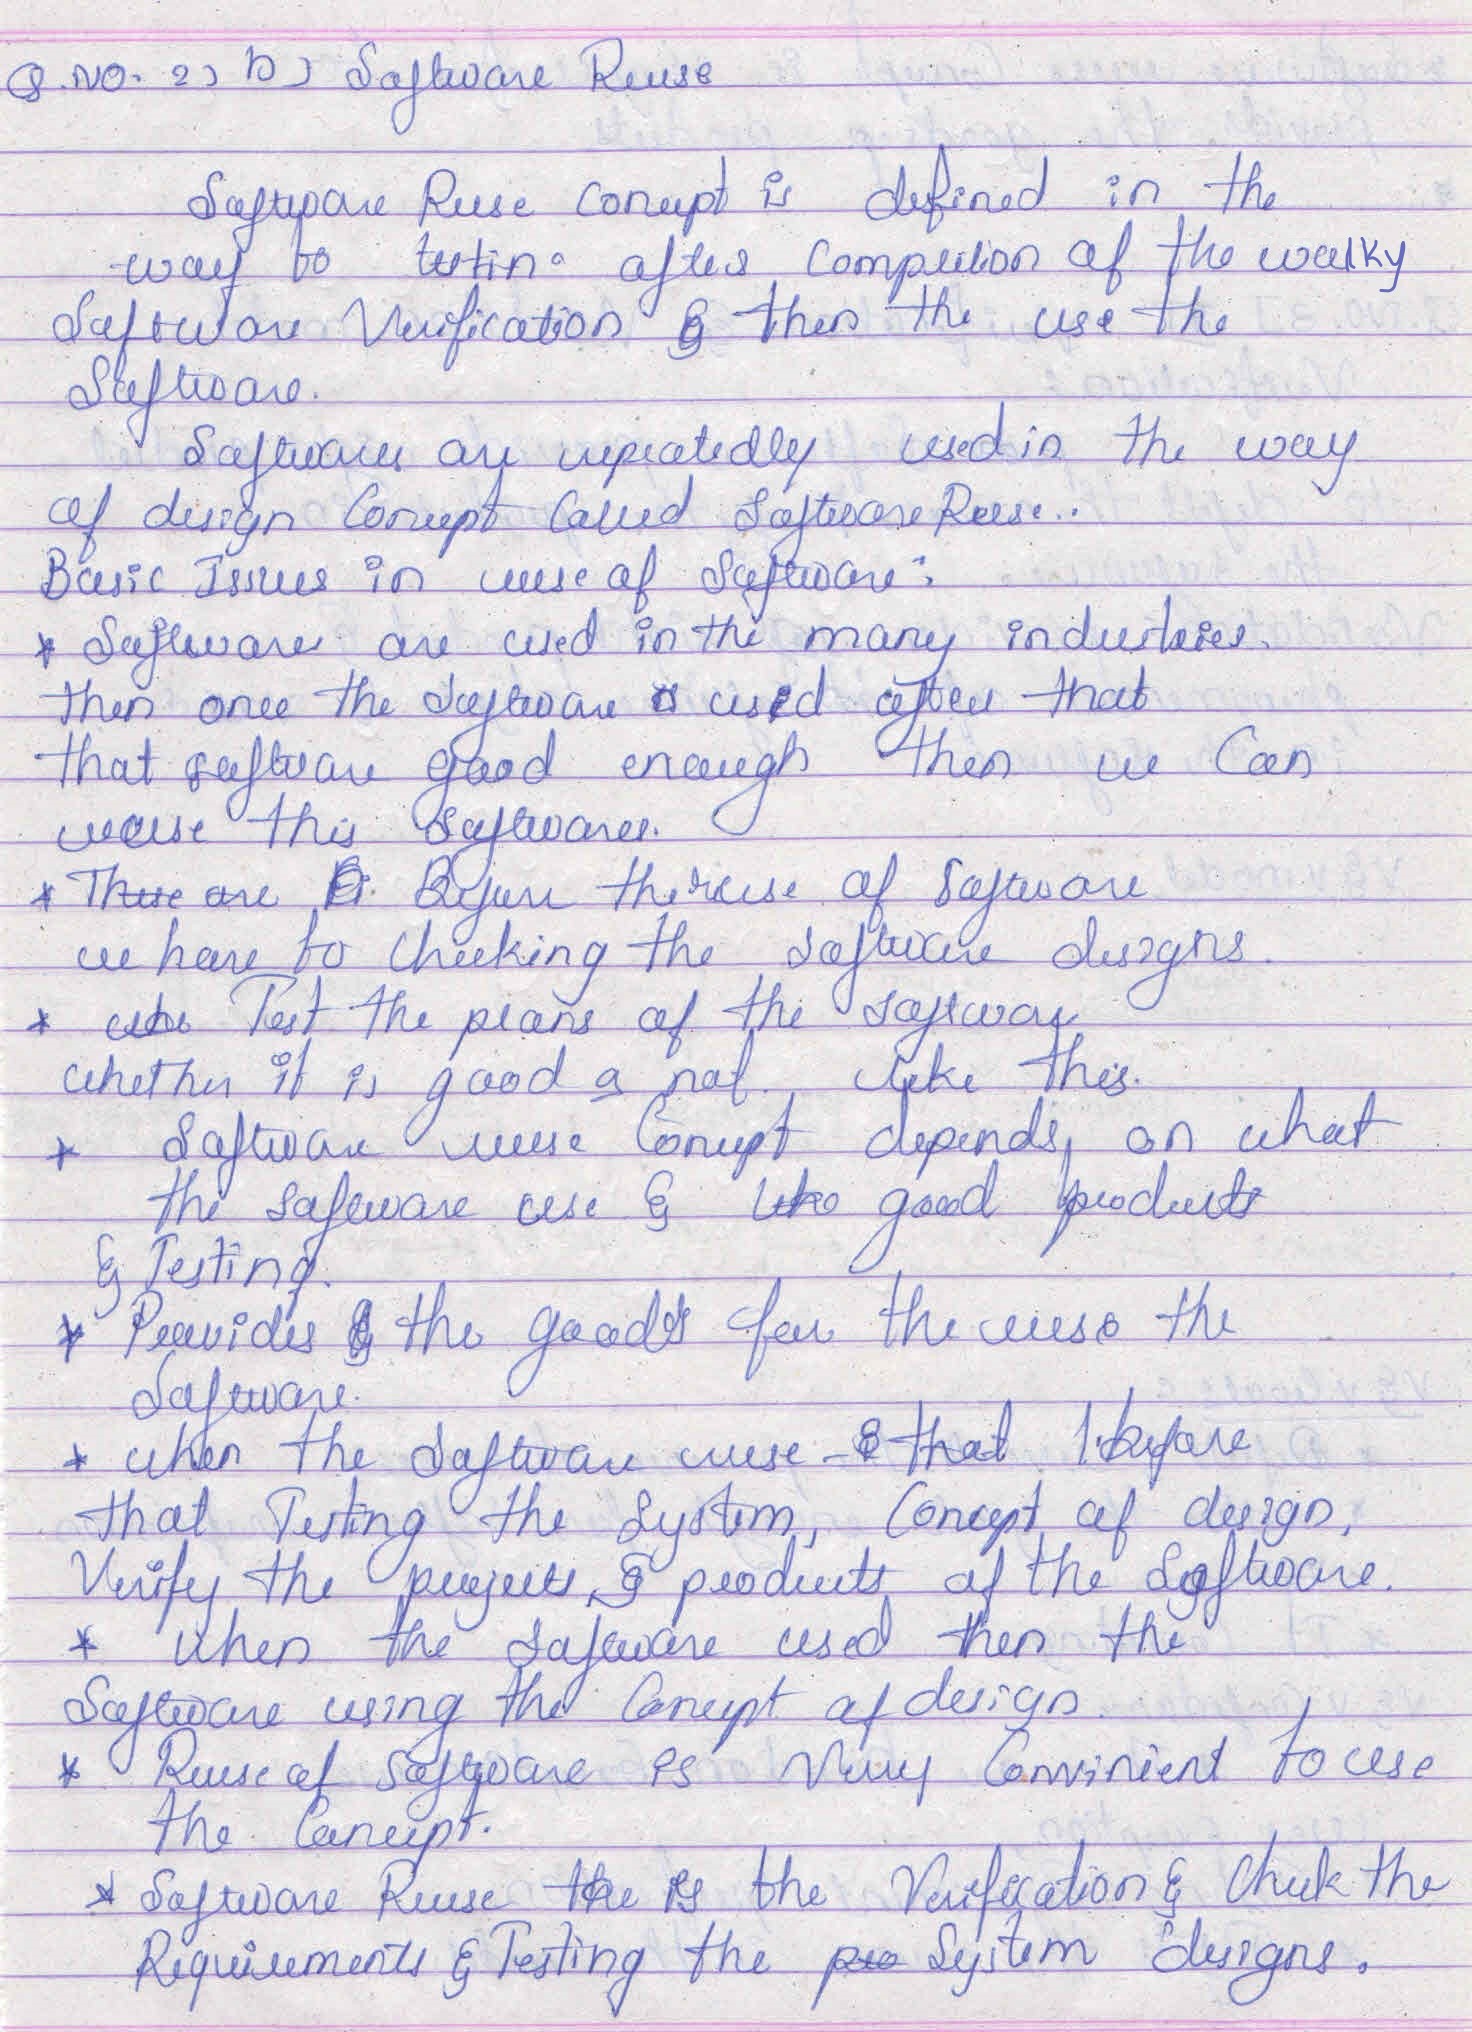 Q.NO. 2) b) Software Reuse
Software Reuse Concept is defined in the
way to testing after Completion of the walky
Software Verification & then the use the
Software.
Softwares are repeatedly used in the way
of design Concept Called Software Reuse..
Basic Issues in reuse of Software:
* Softwares are used in the many industries.
then once the Software is used after that
that software good enough then we Can
reuse this Softwares.
* There are Before the reuse of Software
we have to Checking the Software designs.
* Test the plans of the Software
whether it is good or not. like this.
* Software reuse Concept depends on what
the software use & good products
& Testing.
* Provides & the goods for the reuse the
Software.
* when the Software reuse that before
that Testing the System, Concept of design,
Verify the projects, & products of the Software.
* when the Software used then the
Software using the Concept of design.
* Reuse of Software is Very Convinient to use
the Concept.
* Software Reuse the is the Verification & Check the
Requirements & Testing the pro System designs.